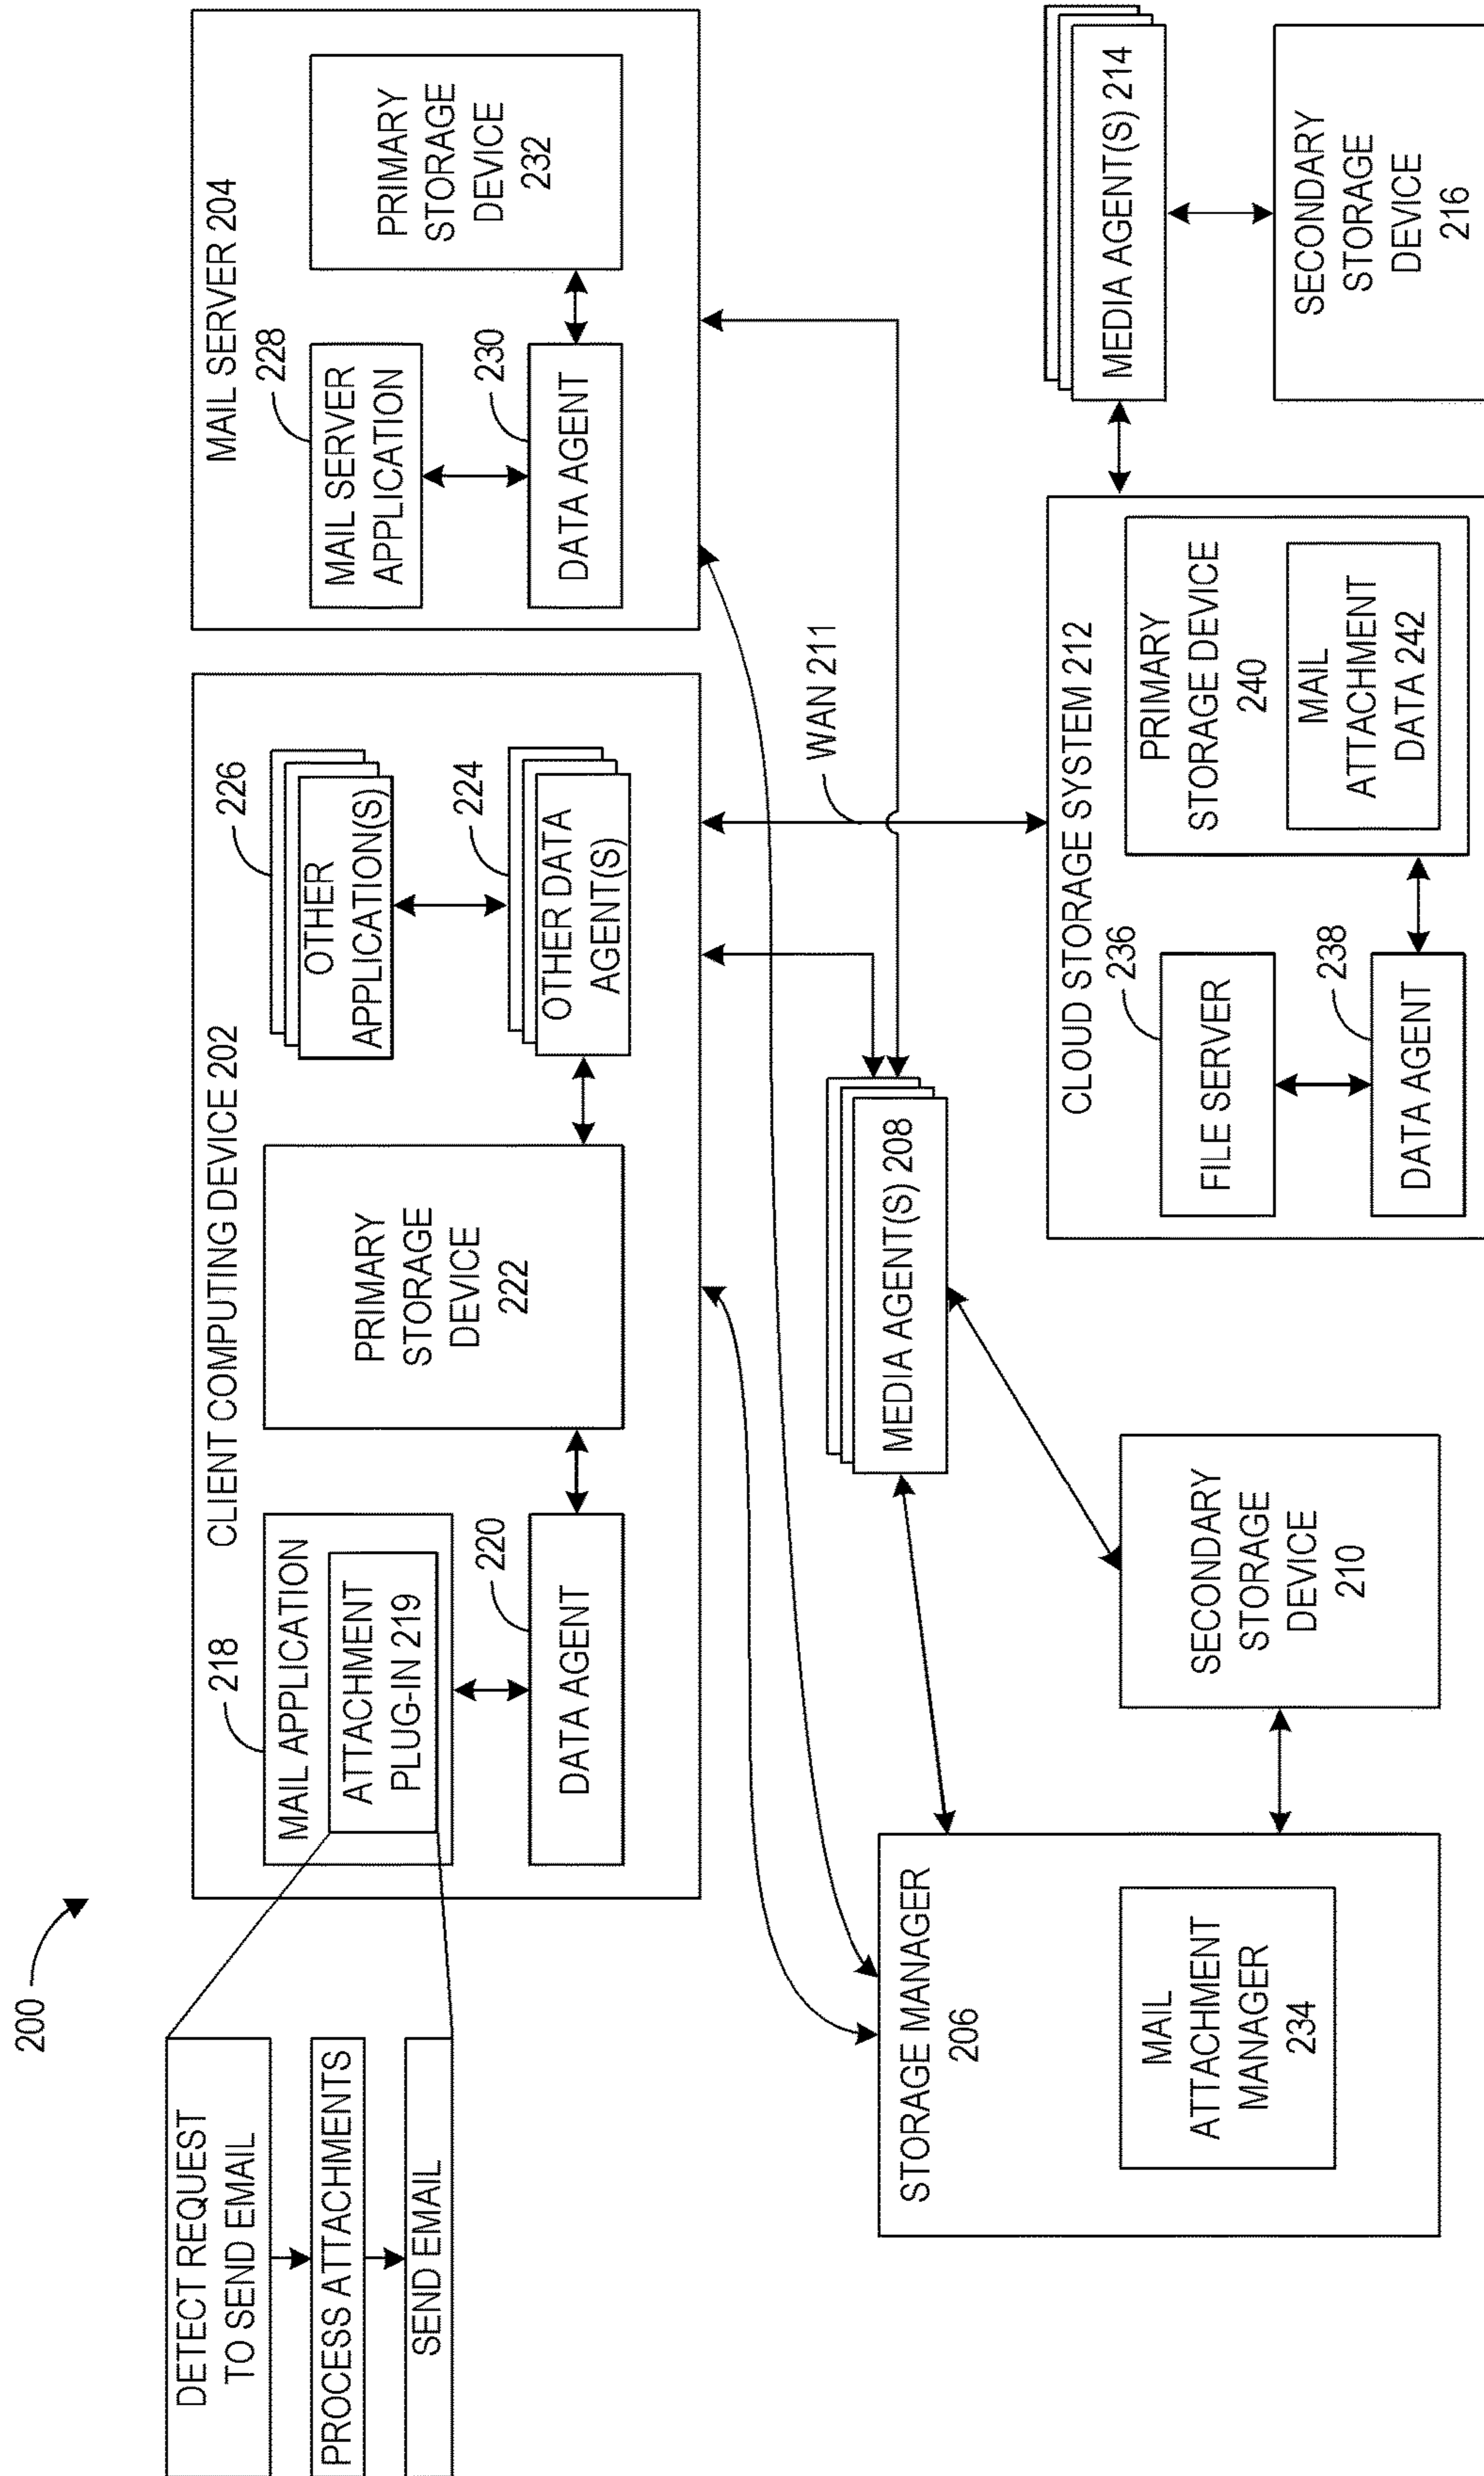 200
DETECT REQUEST
TO SEND EMAIL
PROCESS ATTACHMENTS
SEND EMAIL
CLIENT COMPUTING DEVICE 202
218
MAIL APPLICATION
ATTACHMENT
PLUG-IN 219
220
DATA AGENT
PRIMARY
STORAGE
DEVICE
222
226
OTHER
APPLICATION(S)
224
OTHER DATA
AGENT(S)
MAIL SERVER 204
228
MAIL SERVER
APPLICATION
230
DATA AGENT
PRIMARY
STORAGE
DEVICE
232
STORAGE MANAGER
206
MAIL
ATTACHMENT
MANAGER
234
MEDIA AGENT(S) 208
SECONDARY
STORAGE
DEVICE
210
WAN 211
CLOUD STORAGE SYSTEM 212
236
FILE SERVER
238
DATA AGENT
PRIMARY
STORAGE DEVICE
240
MAIL
ATTACHMENT
DATA 242
MEDIA AGENT(S) 214
SECONDARY
STORAGE
DEVICE
216